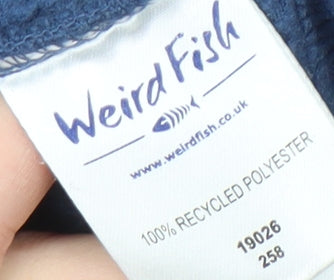 Weird Fish
www.weirdfish.co.uk
100% RECYCLED POLYESTER
19026
258